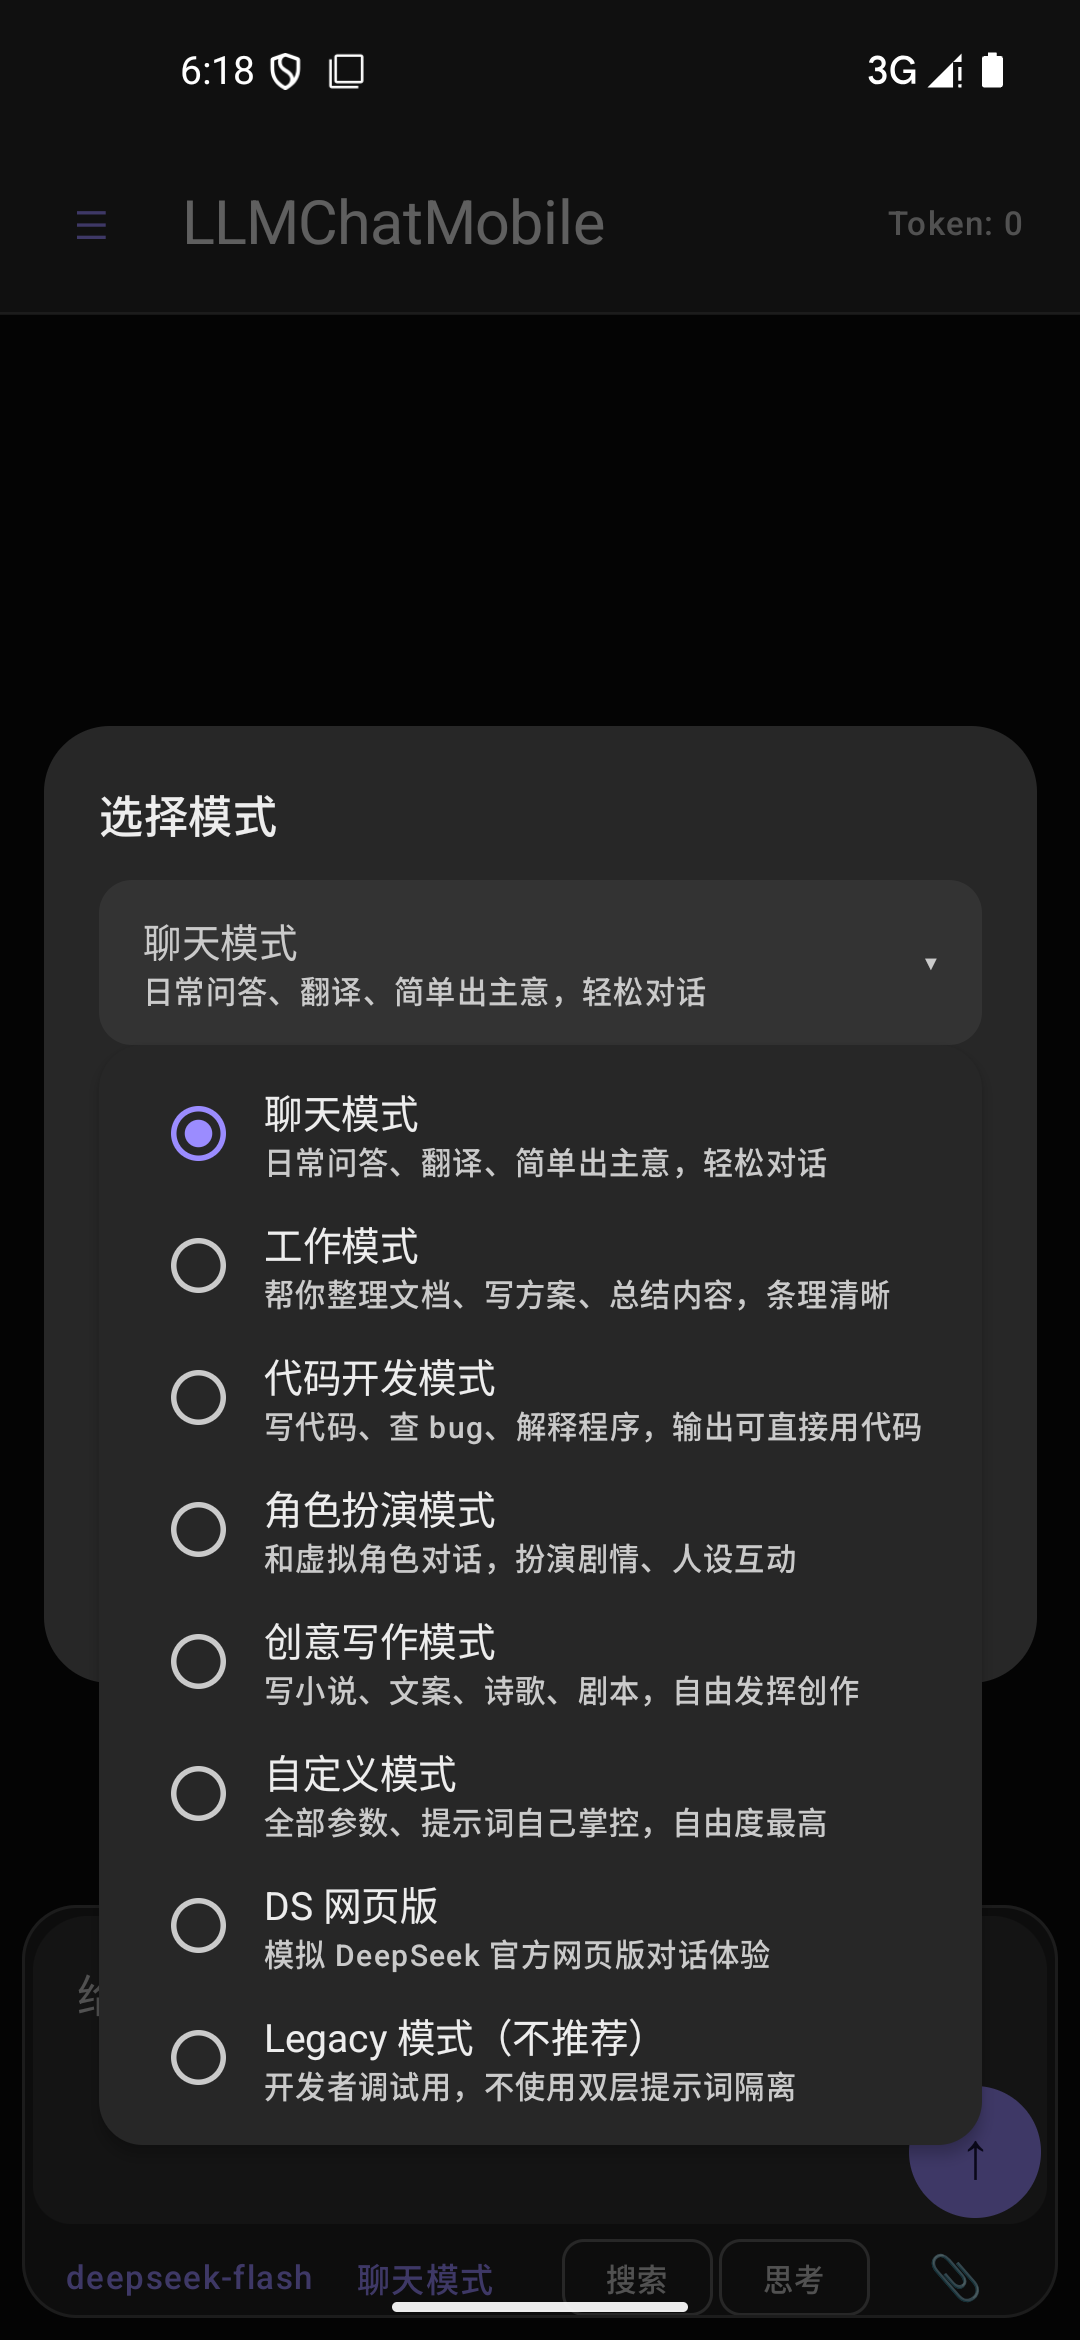 6:18
3G
LLMChatMobile
Token: 0
选择模式
聊天模式
日常问答、翻译、简单出主意，轻松对话
聊天模式
日常问答、翻译、简单出主意，轻松对话
工作模式
帮你整理文档、写方案、总结内容，条理清晰
代码开发模式
写代码、查 bug、解释程序，输出可直接用代码
角色扮演模式
和虚拟角色对话，扮演剧情、人设互动
创意写作模式
写小说、文案、诗歌、剧本，自由发挥创作
自定义模式
全部参数、提示词自己掌控，自由度最高
DS 网页版
模拟 DeepSeek 官方网页版对话体验
Legacy 模式（不推荐）
开发者调试用，不使用双层提示词隔离
deepseek-flash
聊天模式
搜索
思考